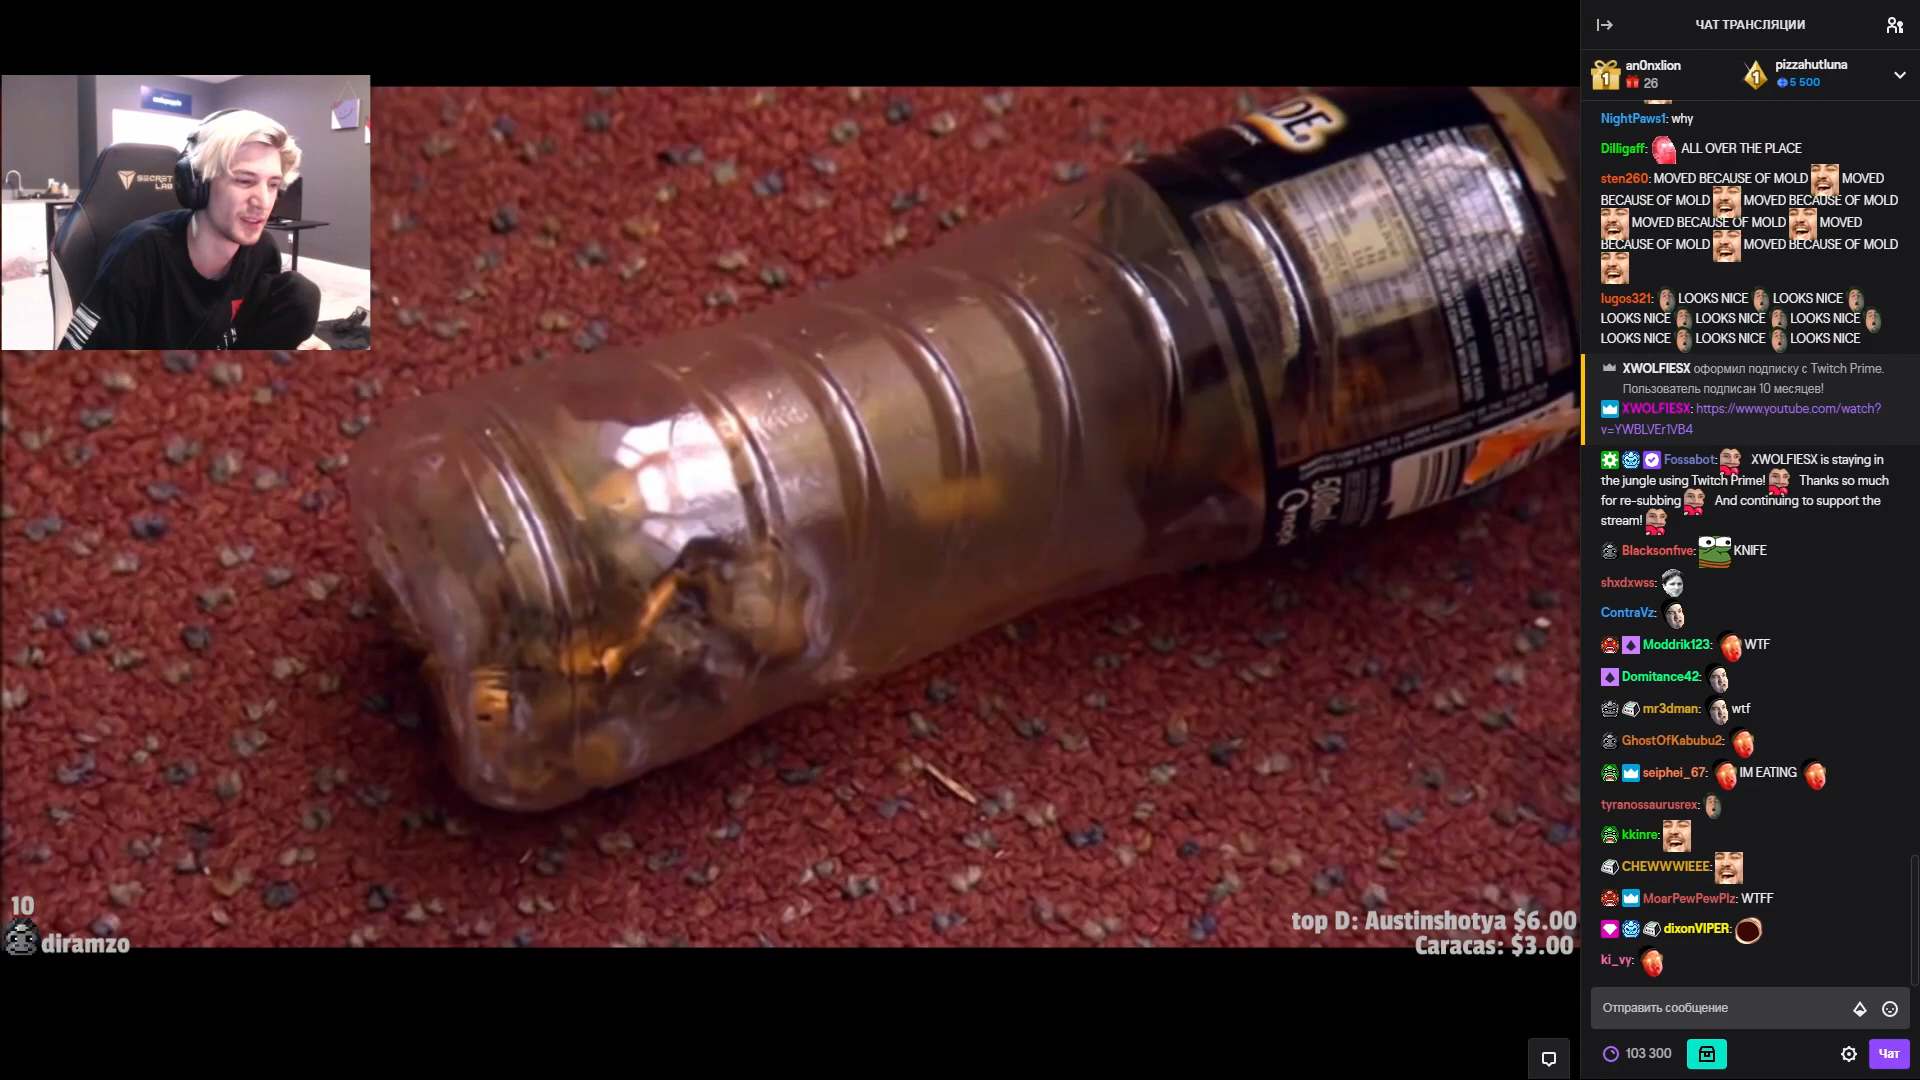 ЧАТ ТРАНСЛЯЦИИ
an0nxlion
26
pizzahutluna
5 500
NightPaws1: why
Dilligaff: ALL OVER THE PLACE
sten260: MOVED BECAUSE OF MOLD MOVED
BECAUSE OF MOLD MOVED BECAUSE OF MOLD
MOVED BECAUSE OF MOLD MOVED
BECAUSE OF MOLD MOVED BECAUSE OF MOLD
lugos321: LOOKS NICE LOOKS NICE
LOOKS NICE LOOKS NICE LOOKS NICE
LOOKS NICE LOOKS NICE LOOKS NICE
XWOLFIESX оформил подписку с Twitch Prime.
Пользователь подписан 10 месяцев!
XWOLFIESX: https://www.youtube.com/watch?
v=YWBLVEr1VB4
Fossabot: XWOLFIESX is staying in
the jungle using Twitch Prime! Thanks so much
for re-subbing And continuing to support the
stream!
Blacksonfive: KNIFE
shxdxwss:
ContraVz:
Moddrik123: WTF
Domitance42:
mr3dman: wtf
GhostOfKabubu2:
seiphei_67: IM EATING
tyranossaurusrex:
kkinre:
CHEWWWIEEE:
MoarPewPewPlz: WTFF
dixonVIPER:
ki_vy:
Отправить сообщение
103 300
Чат
SECRET
LAB
DE.
500ml
10
diramzo
top D: Austinshotya $6.00
Caracas: $3.00